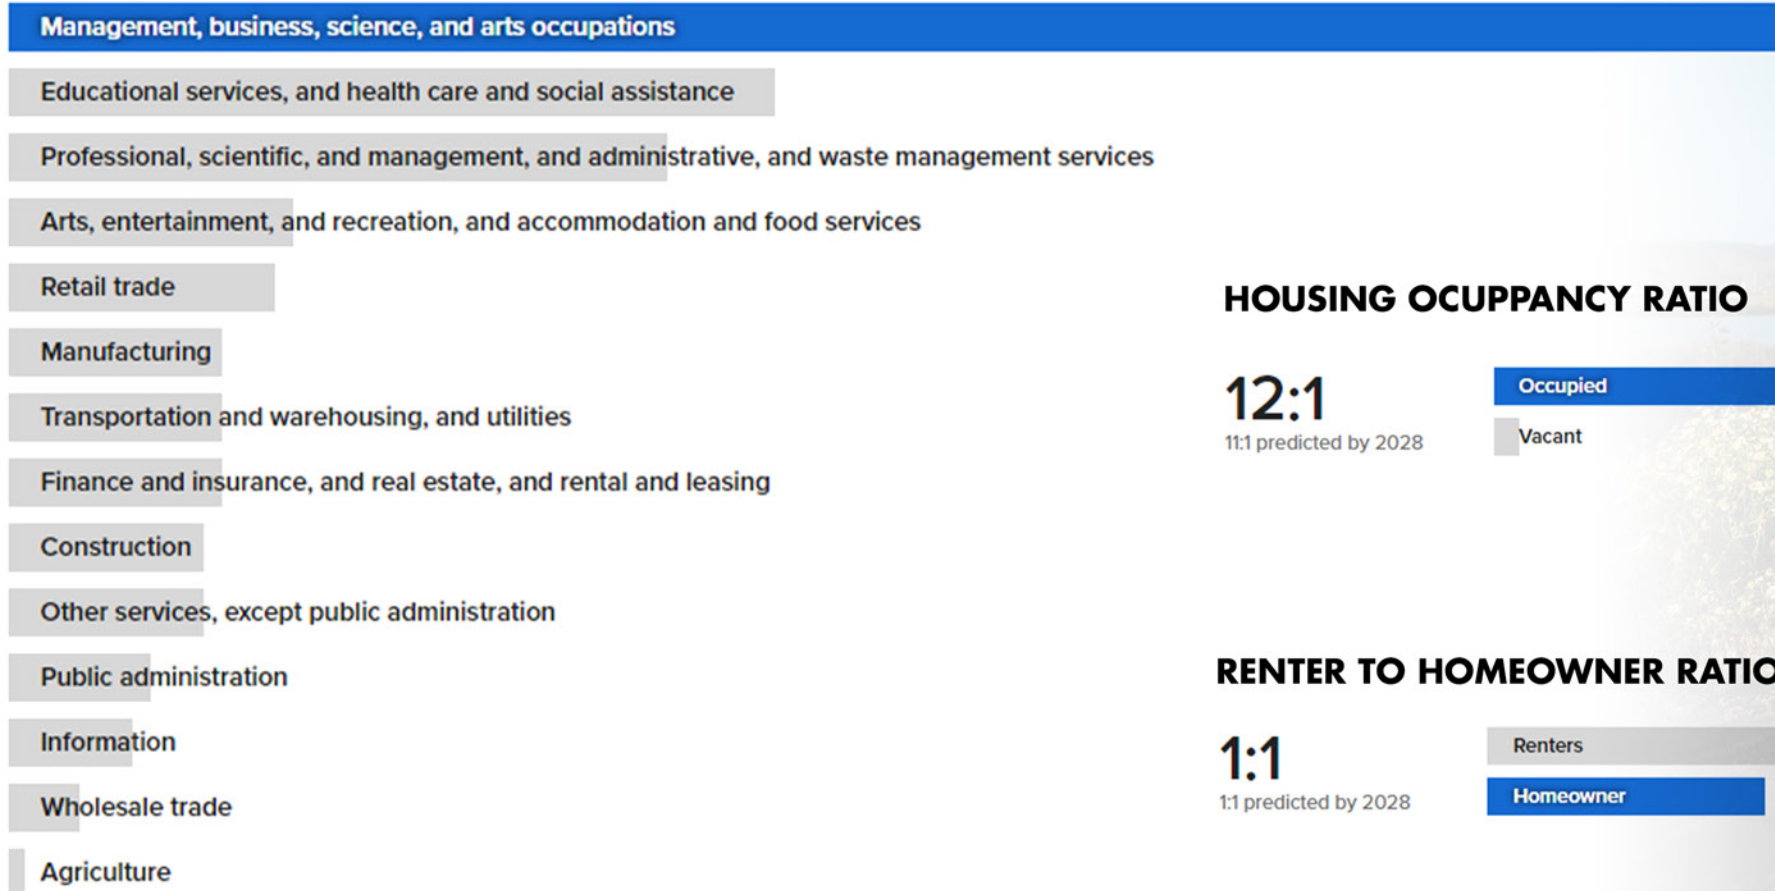 Management, business, science, and arts occupations
Educational services, and health care and social assistance
Professional, scientific, and management, and administrative, and waste management services
Arts, entertainment, and recreation, and accommodation and food services
Retail trade
Manufacturing
Transportation and warehousing, and utilities
Finance and insurance, and real estate, and rental and leasing
Construction
Other services, except public administration
Public administration
Information
Wholesale trade
Agriculture
HOUSING OCUPPANCY RATIO
12:1
11:1 predicted by 2028
Occupied
Vacant
RENTER TO HOMEOWNER RATIO
1:1
1:1 predicted by 2028
Renters
Homeowner